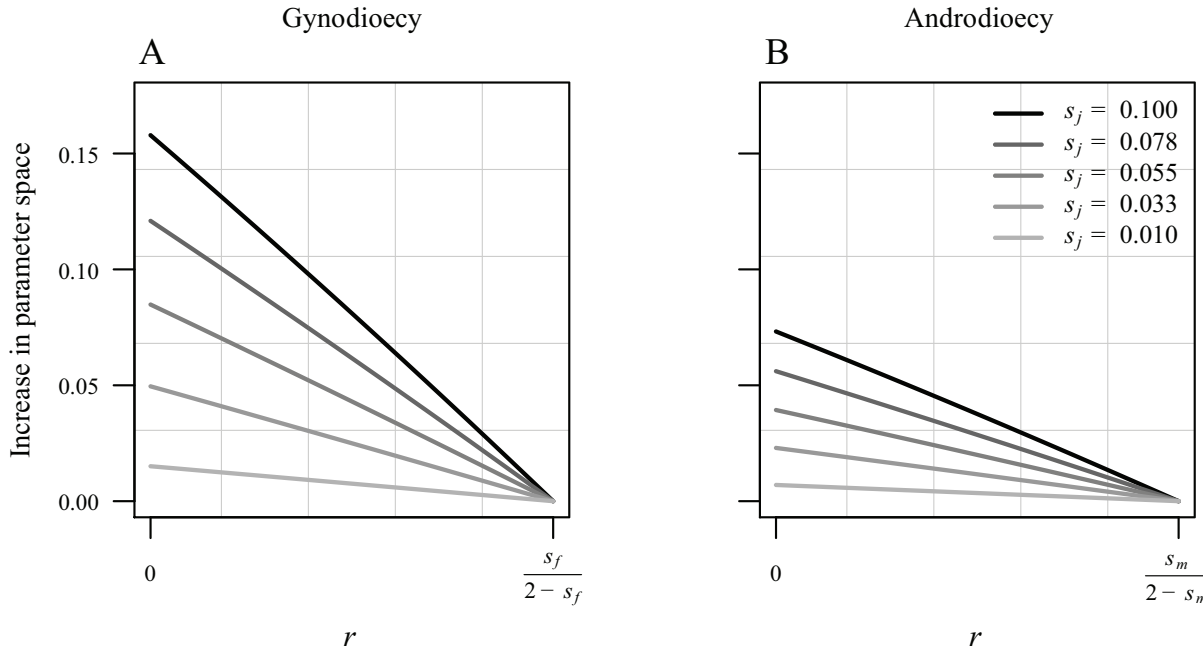 Gynodioecy
Androdioecy
A
B
Increase in parameter space
0.15
0.10
0.05
0.00
s_j = 0.100
s_j = 0.078
s_j = 0.055
s_j = 0.033
s_j = 0.010
0
s_f
2 − s_f
0
s_m
2 − s_m
r
r